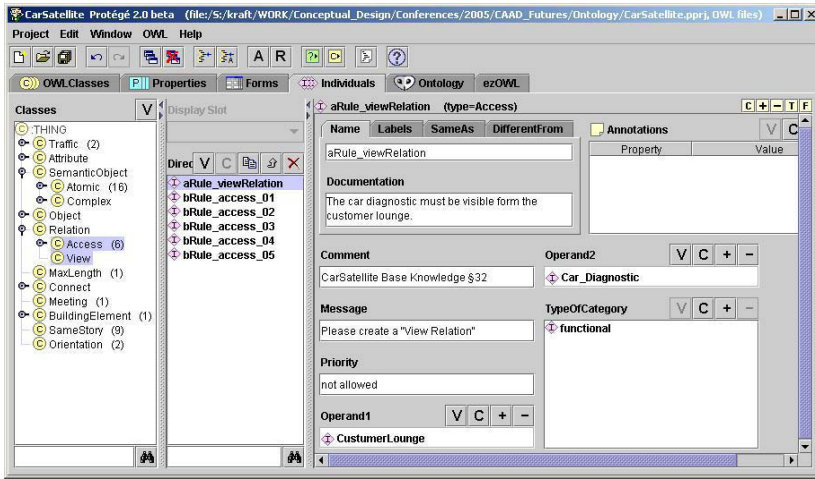 CarSatellite Protégé 2.0 beta (file:/S:/kraft/WORK/Conceptual_Design/Conferences/2005/CAAD_Futures/Ontology/CarSatellite.pprj, OWL files)
Project Edit Window OWL Help
A R
OWLClasses Properties Forms Individuals Ontology ezOWL
Classes V
:THING
Traffic (2)
Attribute
SemanticObject
Atomic (16)
Complex
Object
Relation
Access (6)
View
MaxLength (1)
Connect
Meeting (1)
BuildingElement (1)
SameStory (9)
Orientation (2)
Display Slot
Direc V C
aRule_viewRelation
bRule_access_01
bRule_access_02
bRule_access_03
bRule_access_04
bRule_access_05
aRule_viewRelation (type=Access) C + - T F
Name Labels SameAs DifferentFrom
aRule_viewRelation
Documentation
The car diagnostic must be visible form the
customer lounge.
Annotations V C
Property Value
Comment
CarSatellite Base Knowledge §32
Message
Please create a "View Relation"
Priority
not allowed
Operand1 V C + -
CustumerLounge
Operand2 V C + -
Car_Diagnostic
TypeOfCategory V C + -
functional